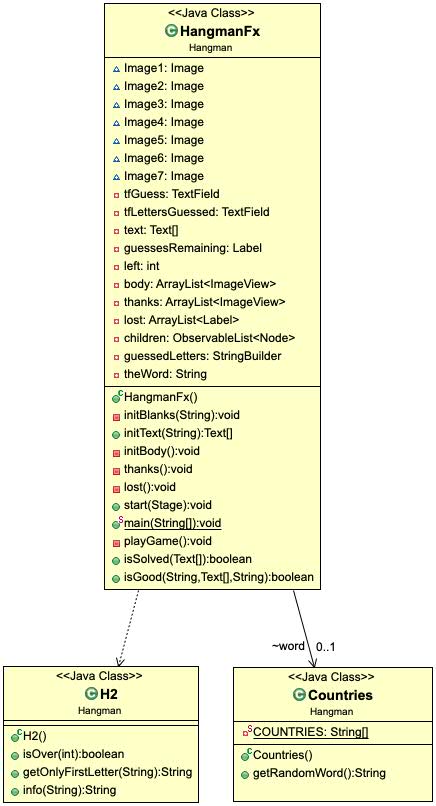 <<Java Class>>
HangmanFx
Hangman
Image1: Image
Image2: Image
Image3: Image
Image4: Image
Image5: Image
Image6: Image
Image7: Image
tfGuess: TextField
tfLettersGuessed: TextField
text: Text[]
guessesRemaining: Label
left: int
body: ArrayList<ImageView>
thanks: ArrayList<ImageView>
lost: ArrayList<Label>
children: ObservableList<Node>
guessedLetters: StringBuilder
theWord: String
HangmanFx()
initBlanks(String):void
initText(String):Text[]
initBody():void
thanks():void
lost():void
start(Stage):void
main(String[]):void
playGame():void
isSolved(Text[]):boolean
isGood(String,Text[],String):boolean
~word 0..1
<<Java Class>>
H2
Hangman
H2()
isOver(int):boolean
getOnlyFirstLetter(String):String
info(String):String
<<Java Class>>
Countries
Hangman
COUNTRIES: String[]
Countries()
getRandomWord():String